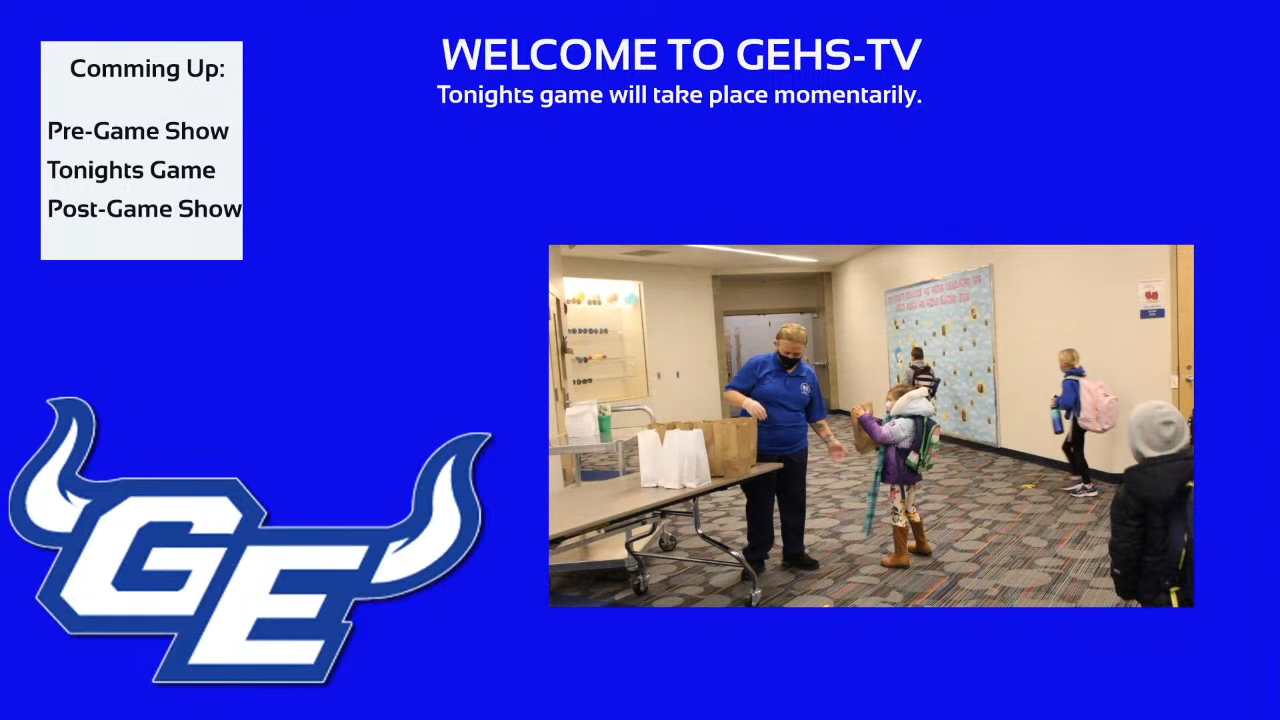 Comming Up:
Pre-Game Show
Tonights Game
Post-Game Show
WELCOME TO GEHS-TV
Tonights game will take place momentarily.
GE